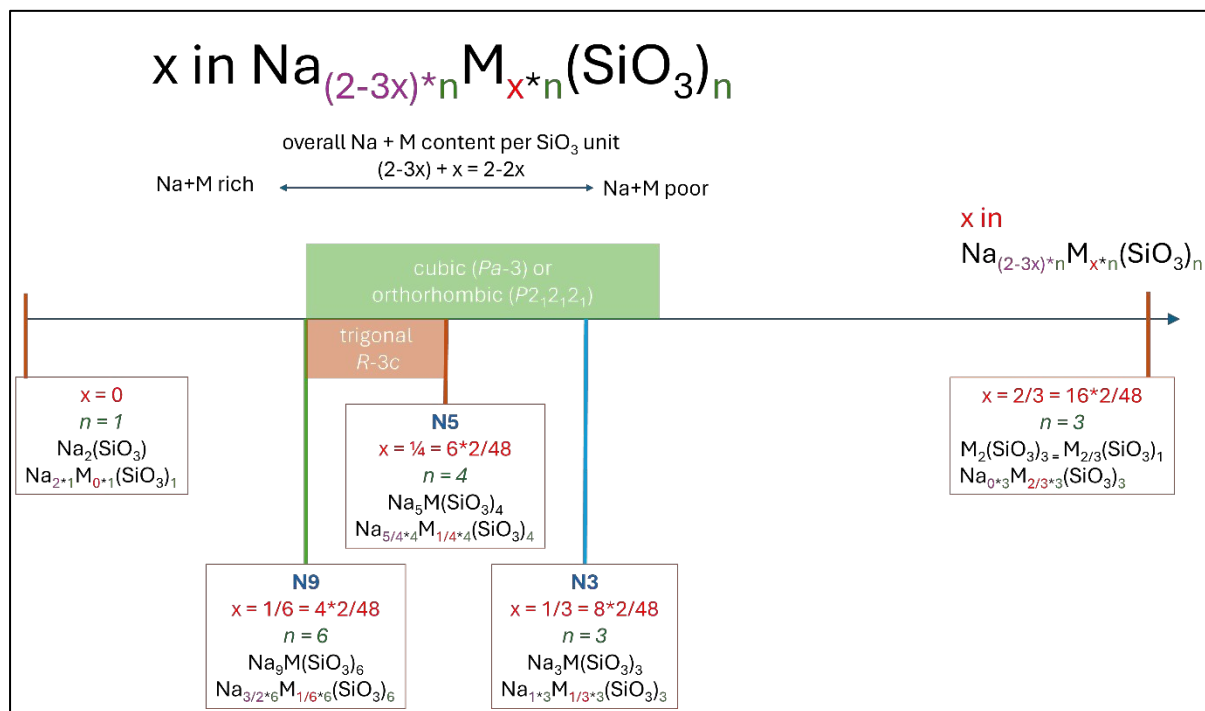 x in Na(2-3x)*nMx*n(SiO3)n
overall Na + M content per SiO3 unit
(2-3x) + x = 2-2x
Na+M rich
Na+M poor
x in
Na(2-3x)*nMx*n(SiO3)n
cubic (Pa-3) or
orthorhombic (P212121)
trigonal
R-3c
x = 0
n = 1
Na2(SiO3)
Na2*1M0*1(SiO3)1
N5
x = ¼ = 6*2/48
n = 4
Na5M(SiO3)4
Na5/4*4M1/4*4(SiO3)4
x = 2/3 = 16*2/48
n = 3
M2(SiO3)3 = M2/3(SiO3)1
Na0*3M2/3*3(SiO3)3
N9
x = 1/6 = 4*2/48
n = 6
Na9M(SiO3)6
Na3/2*6M1/6*6(SiO3)6
N3
x = 1/3 = 8*2/48
n = 3
Na3M(SiO3)3
Na1*3M1/3*3(SiO3)3